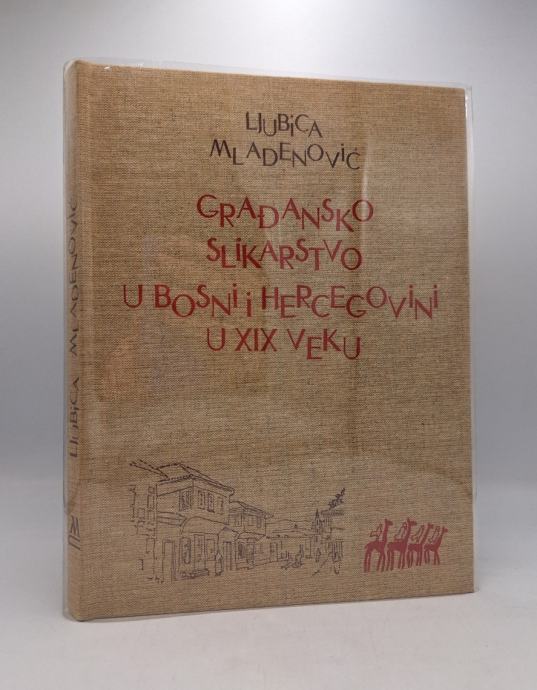 LJUBiCA
MLADENOViĆ
GRAĐANSKO
SLiKARSTVO
U BOSNi i HERCEGOViNi
U XIX VEKU
LJUBiCA MLADENOViĆ